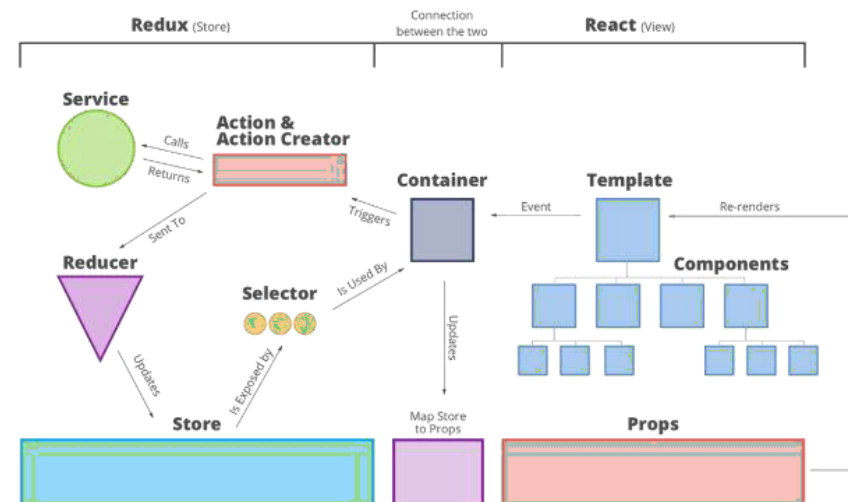 Redux (Store)
Connection
between the two
React (View)
Service
Action &
Action Creator
Calls
Returns
Container
Template
Triggers
Event
Re-renders
Sent To
Reducer
Selector
Is Used By
Components
Updates
Is Exposed by
Updates
Store
Map Store
to Props
Props